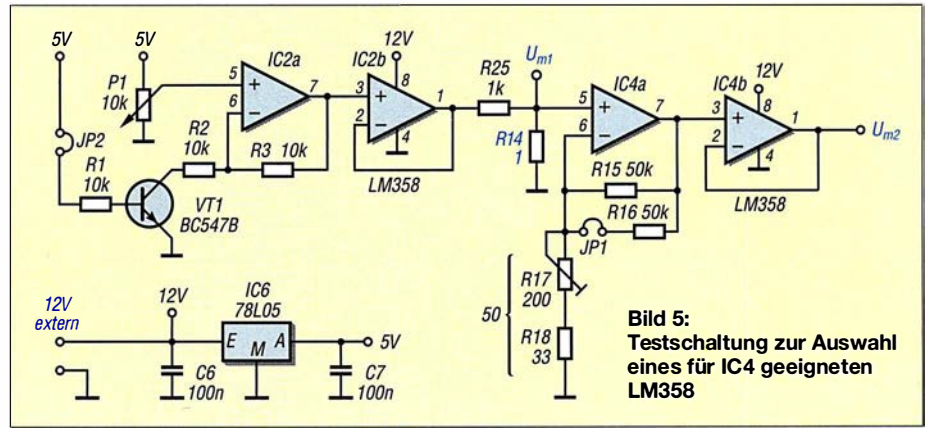 5V
5V
P1
10k
JP2
R1
10k
VT1
BC547B
R2
10k
5
6
IC2a
7
R3 10k
12V
IC2b
3
8
2
4
1
LM358
R25
1k
Um1
R14
1
IC4a
5
6
7
R15 50k
R16 50k
JP1
12V
IC4b
3
8
2
4
1
LM358
Um2
50
R17
200
R18
33
12V
extern
12V
C6
100n
IC6
78L05
E
M
A
5V
C7
100n
Bild 5:
Testschaltung zur Auswahl
eines für IC4 geeigneten
LM358